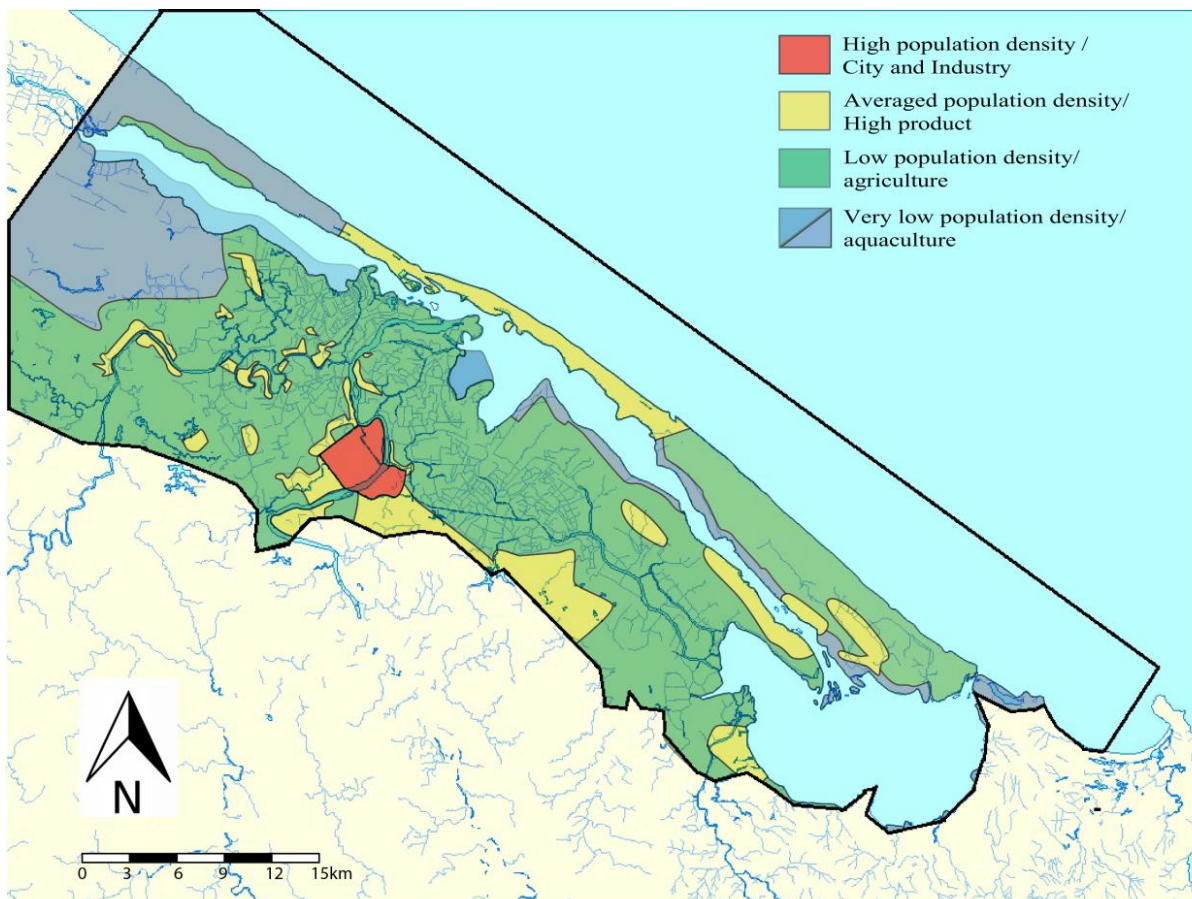 High population density /
City and Industry
Averaged population density/
High product
Low population density/
agriculture
Very low population density/
aquaculture
N
0 3 6 9 12 15km